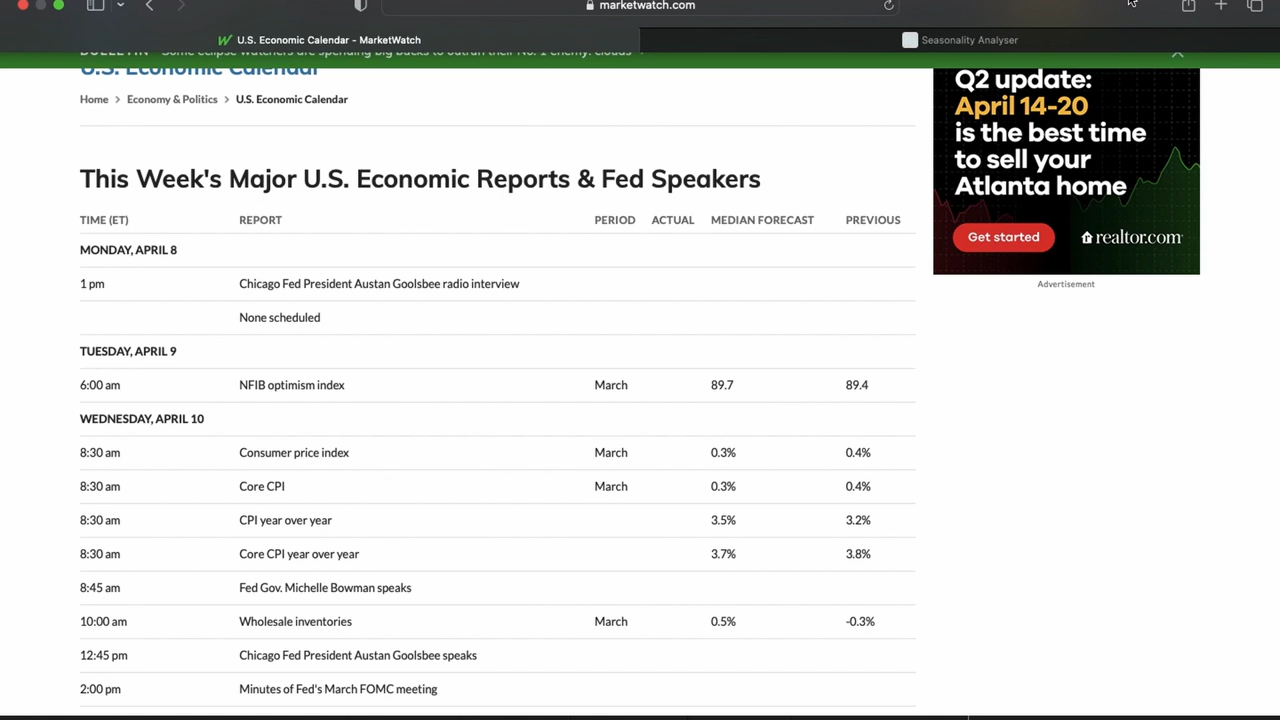 marketwatch.com
U.S. Economic Calendar - MarketWatch
Seasonality Analyser
BULLETIN Some eclipse watchers are spending big bucks to outrun their No. 1 enemy: clouds
U.S. Economic Calendar
Home > Economy & Politics > U.S. Economic Calendar
Q2 update:
April 14-20
is the best time
to sell your
Atlanta home
Get started realtor.com
Advertisement
This Week's Major U.S. Economic Reports & Fed Speakers
TIME (ET) REPORT PERIOD ACTUAL MEDIAN FORECAST PREVIOUS
MONDAY, APRIL 8
1 pm Chicago Fed President Austan Goolsbee radio interview
None scheduled
TUESDAY, APRIL 9
6:00 am NFIB optimism index March 89.7 89.4
WEDNESDAY, APRIL 10
8:30 am Consumer price index March 0.3% 0.4%
8:30 am Core CPI March 0.3% 0.4%
8:30 am CPI year over year 3.5% 3.2%
8:30 am Core CPI year over year 3.7% 3.8%
8:45 am Fed Gov. Michelle Bowman speaks
10:00 am Wholesale inventories March 0.5% -0.3%
12:45 pm Chicago Fed President Austan Goolsbee speaks
2:00 pm Minutes of Fed's March FOMC meeting